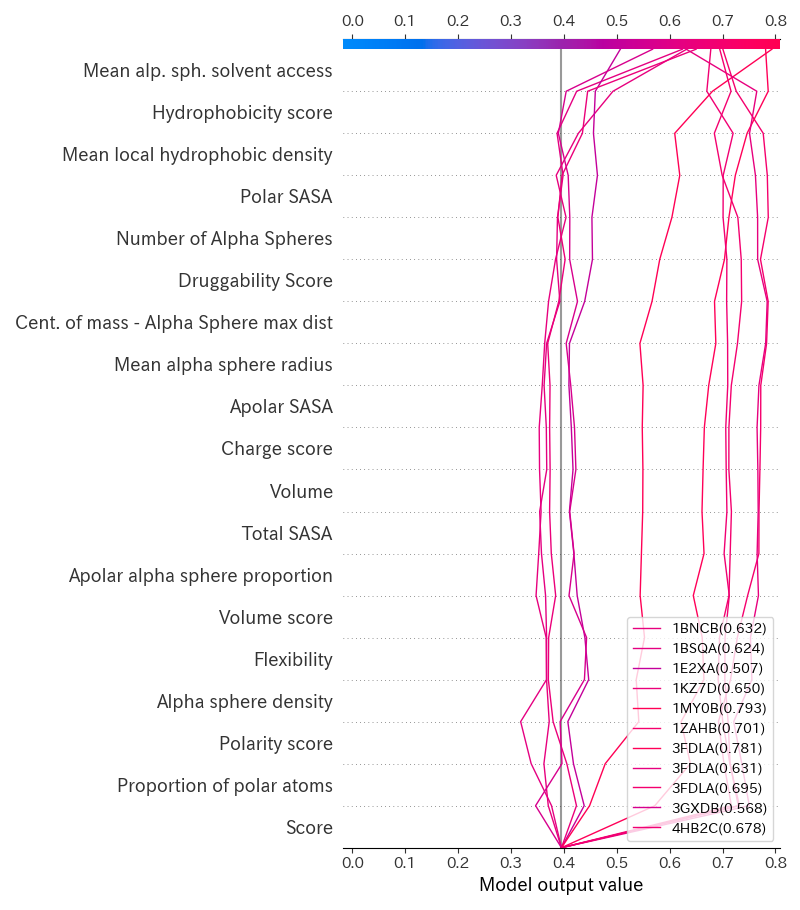 0.0 0.1 0.2 0.3 0.4 0.5 0.6 0.7 0.8
Mean alp. sph. solvent access
Hydrophobicity score
Mean local hydrophobic density
Polar SASA
Number of Alpha Spheres
Druggability Score
Cent. of mass - Alpha Sphere max dist
Mean alpha sphere radius
Apolar SASA
Charge score
Volume
Total SASA
Apolar alpha sphere proportion
Volume score
Flexibility
Alpha sphere density
Polarity score
Proportion of polar atoms
Score
1BNCB(0.632)
1BSQA(0.624)
1E2XA(0.507)
1KZ7D(0.650)
1MY0B(0.793)
1ZAHB(0.701)
3FDLA(0.781)
3FDLA(0.631)
3FDLA(0.695)
3GXDB(0.568)
4HB2C(0.678)
0.0 0.1 0.2 0.3 0.4 0.5 0.6 0.7 0.8
Model output value